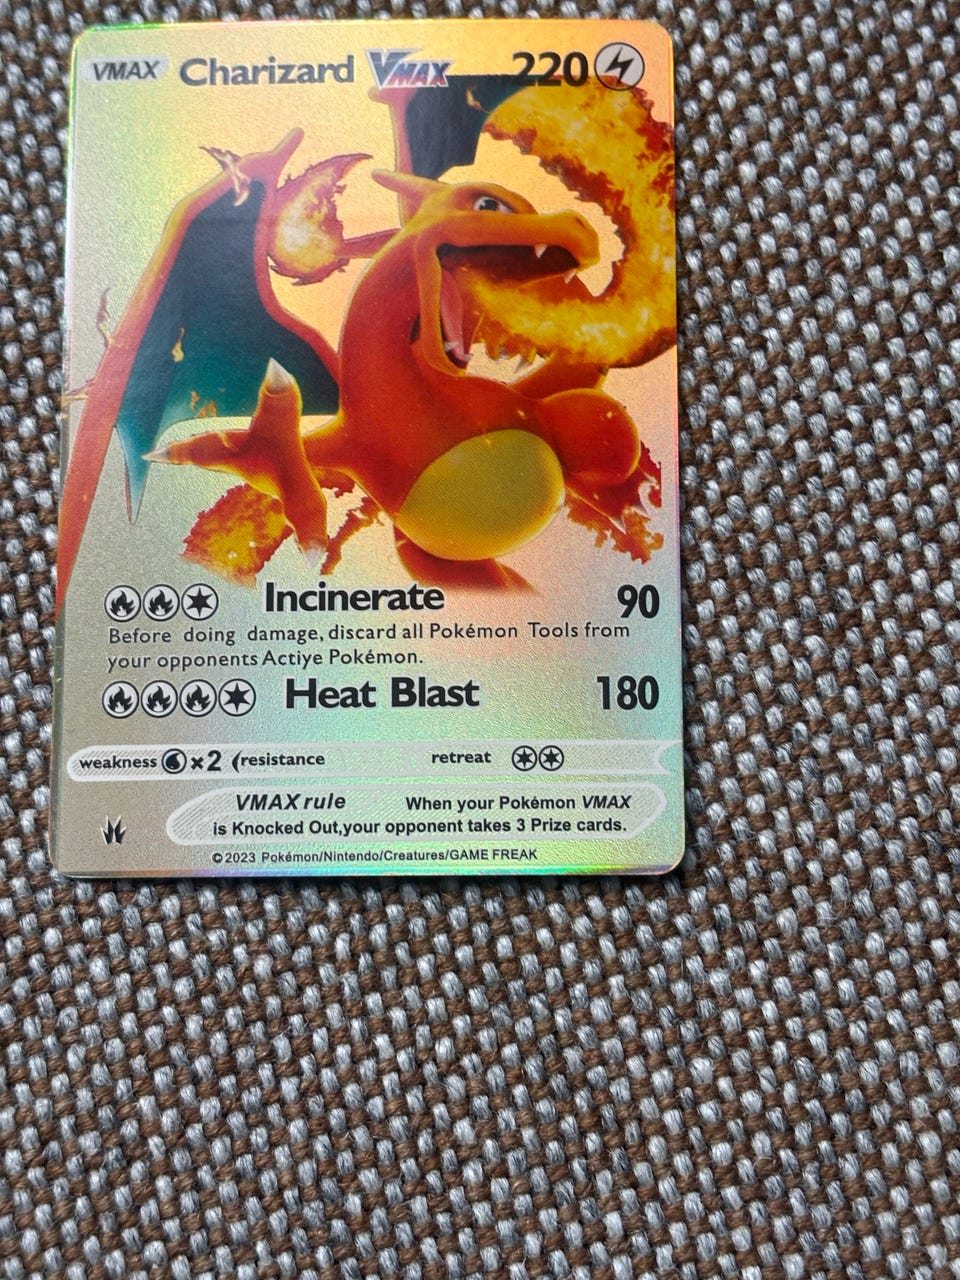 VMAX Charizard VMAX 220
Incinerate 90
Before doing damage, discard all Pokémon Tools from
your opponents Actiye Pokémon.
Heat Blast 180
weakness ×2 (resistance retreat
VMAX rule When your Pokémon VMAX
is Knocked Out,your opponent takes 3 Prize cards.
©2023 Pokémon/Nintendo/Creatures/GAME FREAK